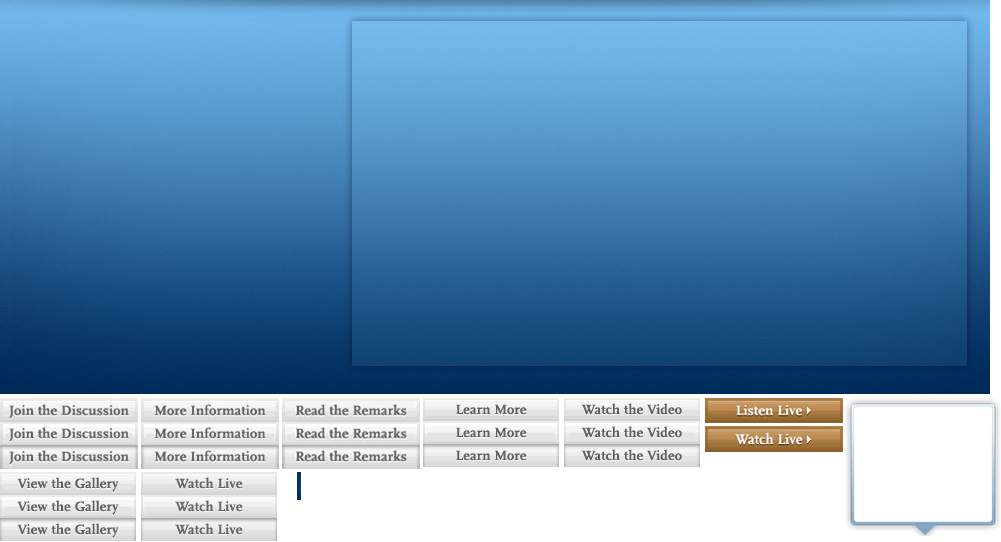 Join the Discussion More Information Read the Remarks Learn More Watch the Video Listen Live
Join the Discussion More Information Read the Remarks Learn More Watch the Video Watch Live
Join the Discussion More Information Read the Remarks Learn More Watch the Video
View the Gallery Watch Live
View the Gallery Watch Live
View the Gallery Watch Live